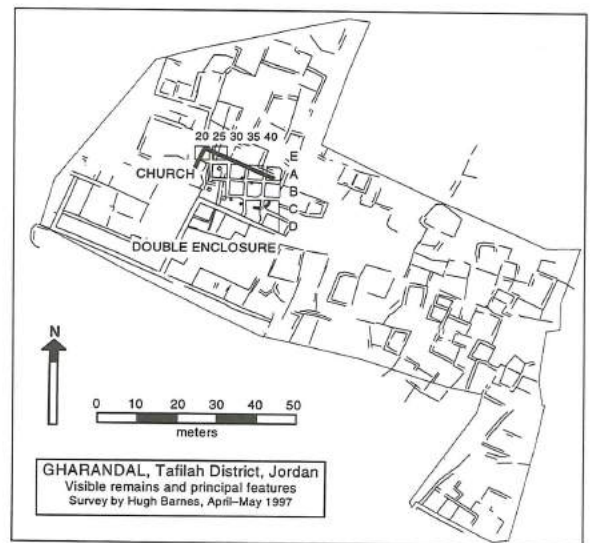 20 25 30 35 40
E
CHURCH
A
B
C
D
DOUBLE ENCLOSURE
N
0 10 20 30 40 50
meters
GHARANDAL, Tafilah District, Jordan
Visible remains and principal features
Survey by Hugh Barnes, April–May 1997